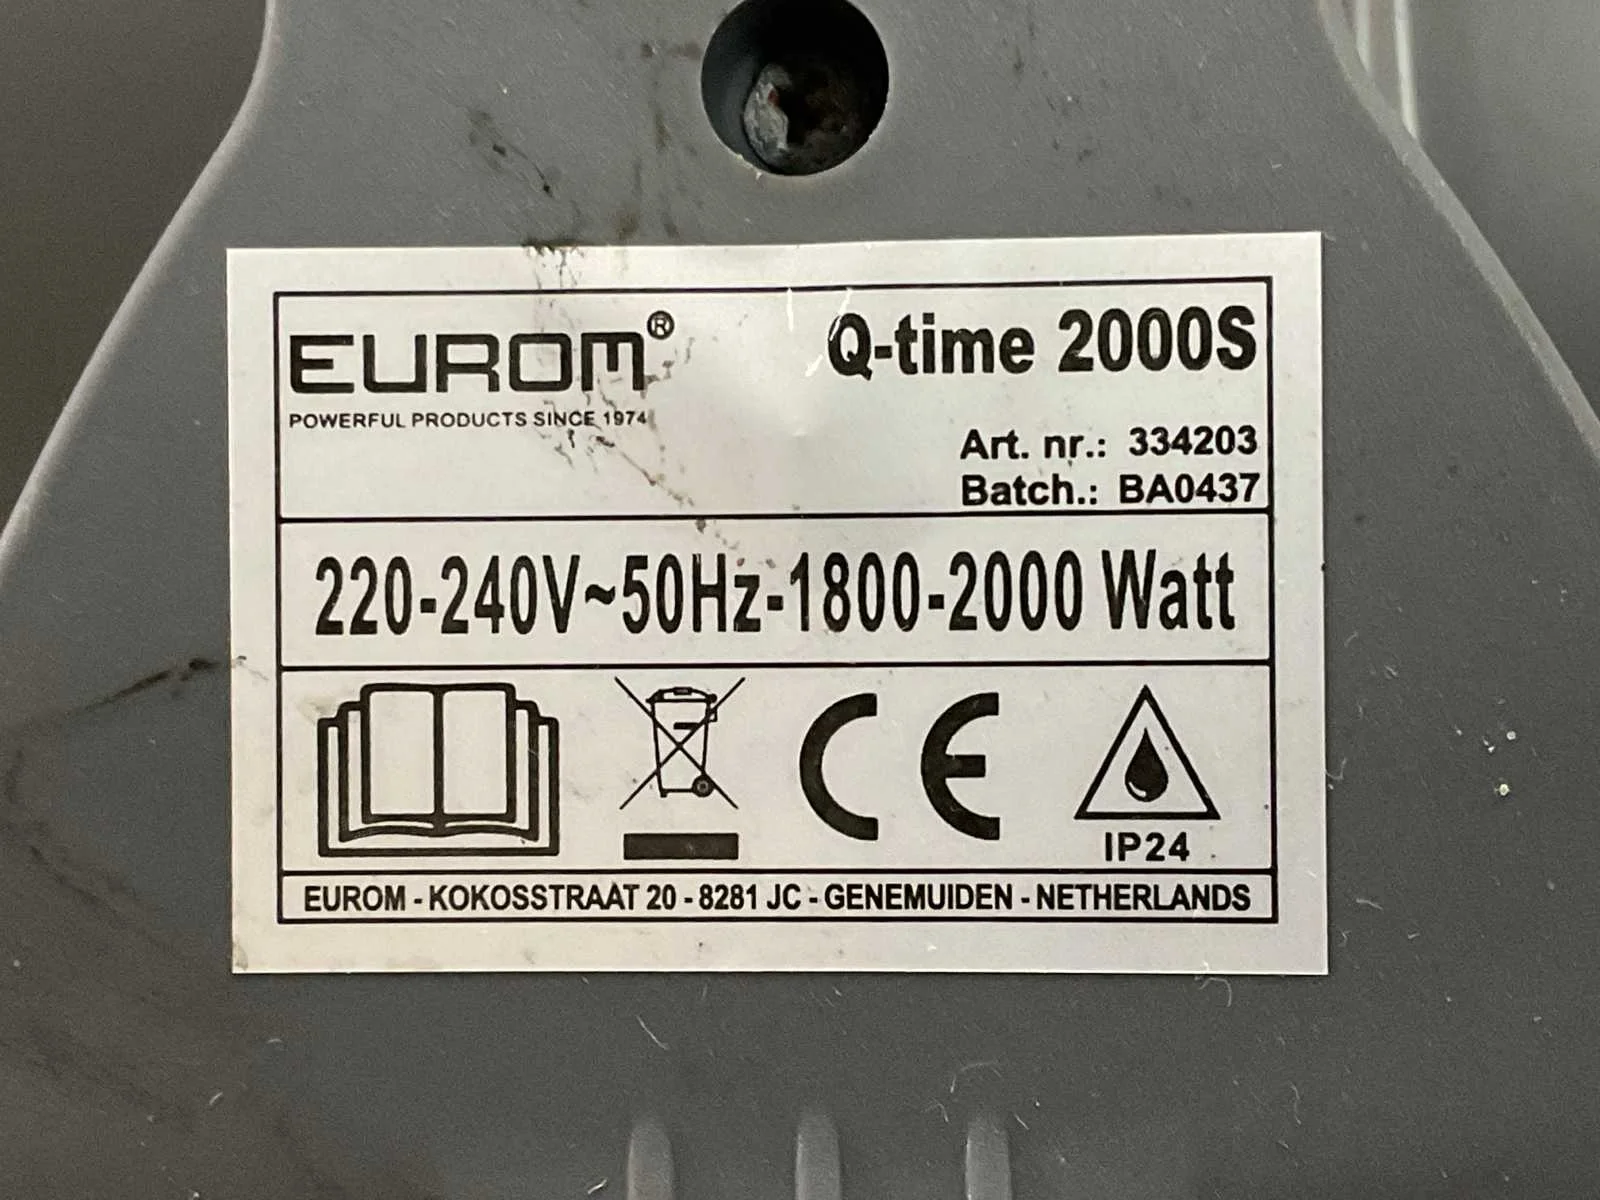 EUROM®
Q-time 2000S
POWERFUL PRODUCTS SINCE 1974
Art. nr.: 334203
Batch.: BA0437
220-240V~50Hz-1800-2000 Watt
CE
IP24
EUROM - KOKOSSTRAAT 20 - 8281 JC - GENEMUIDEN - NETHERLANDS